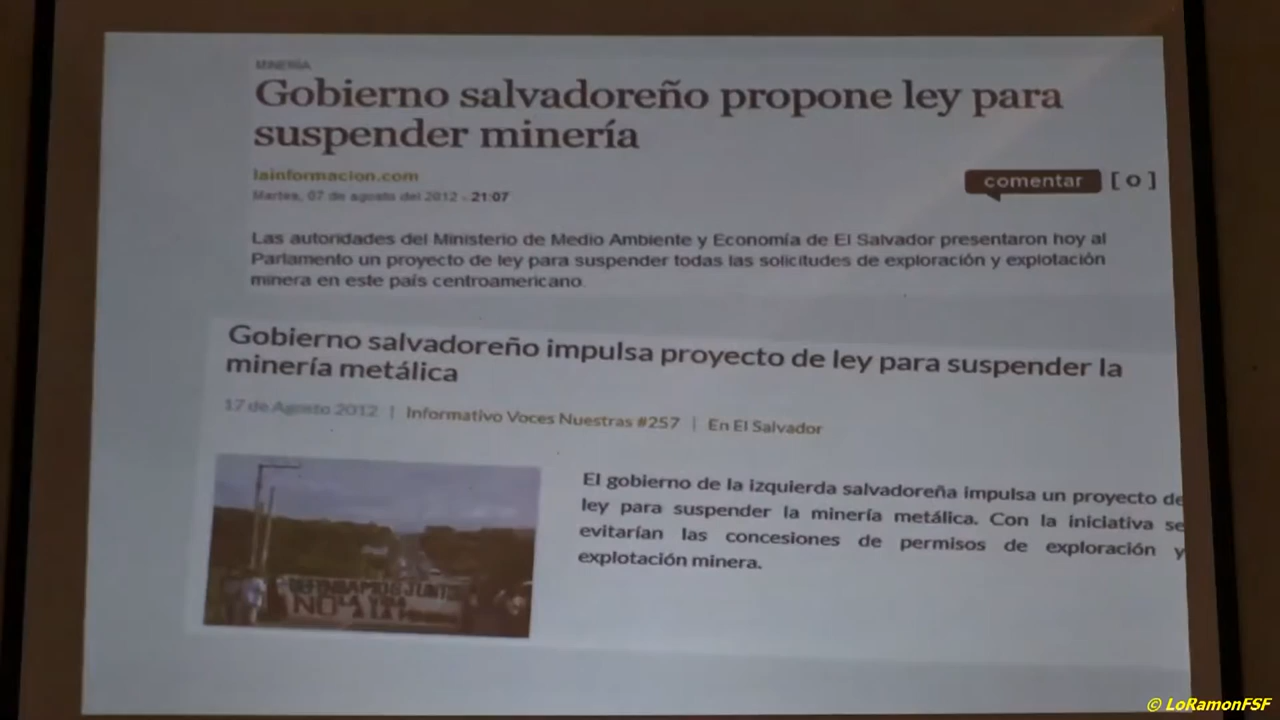 MINERÍA
Gobierno salvadoreño propone ley para
suspender minería
lainformacion.com
Martes, 07 de agosto del 2012 - 21:07
comentar [ 0 ]
Las autoridades del Ministerio de Medio Ambiente y Economía de El Salvador presentaron hoy al
Parlamento un proyecto de ley para suspender todas las solicitudes de exploración y explotación
minera en este país centroamericano.
Gobierno salvadoreño impulsa proyecto de ley para suspender la
minería metálica
17 de Agosto 2012 | Informativo Voces Nuestras #257 | En El Salvador
El gobierno de la izquierda salvadoreña impulsa un proyecto de
ley para suspender la minería metálica. Con la iniciativa se
evitarían las concesiones de permisos de exploración y
explotación minera.
DEFENDAMOS JUNTOS
NO A LA
© LoRamonFSF